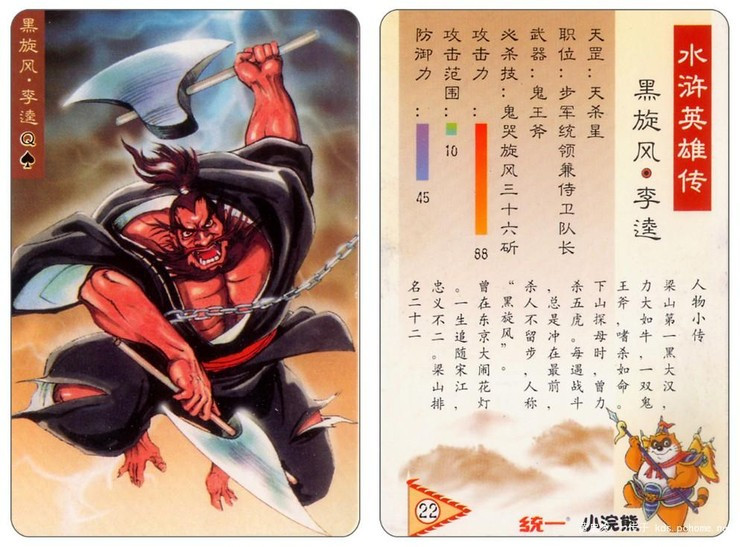 黑旋风·李逵
Q♠
水浒英雄传
黑旋风·李逵
天罡：天杀星
职位：步军统领兼侍卫队长
武器：鬼王斧
必杀技：鬼哭旋风三十六斫
攻击力：
88
攻击范围：
10
防御力：
45
人物小传
梁山第一黑大汉，
力大如牛，一双鬼
王斧，嗜杀如命。
下山探母时，曾力
杀五虎。每遇战斗
，总是冲在最前，
杀人不留步，人称
“黑旋风”。
曾在东京大闹花灯
。一生追随宋江，
忠义不二。梁山排
名二十二
22
统一® 小浣熊